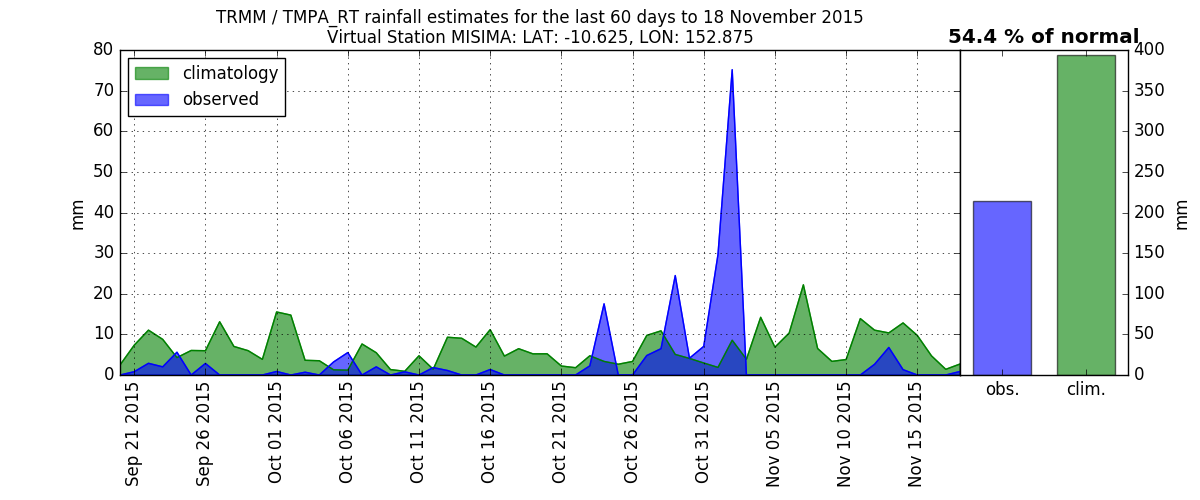 TRMM / TMPA_RT rainfall estimates for the last 60 days to 18 November 2015
Virtual Station MISIMA: LAT: -10.625, LON: 152.875
54.4 % of normal
climatology
observed
mm
80
70
60
50
40
30
20
10
0
Sep 21 2015
Sep 26 2015
Oct 01 2015
Oct 06 2015
Oct 11 2015
Oct 16 2015
Oct 21 2015
Oct 26 2015
Oct 31 2015
Nov 05 2015
Nov 10 2015
Nov 15 2015
obs.
clim.
400
350
300
250
200
150
100
50
0
mm